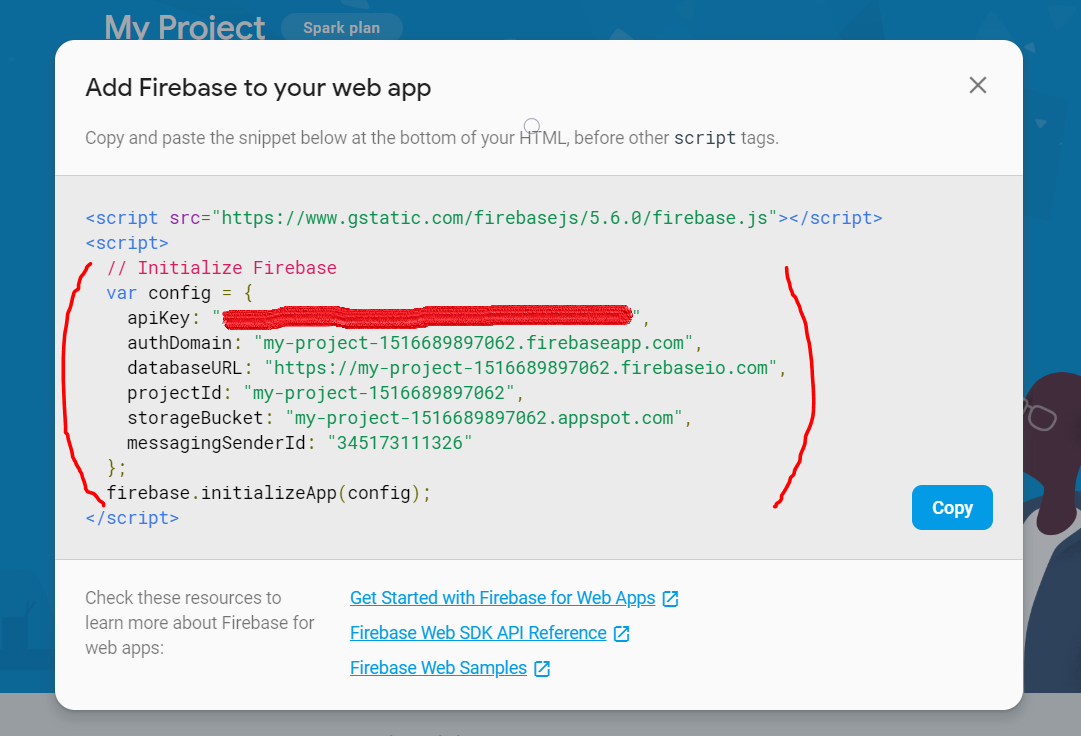 My Project Spark plan
Add Firebase to your web app
Copy and paste the snippet below at the bottom of your HTML, before other script tags.
<script src="https://www.gstatic.com/firebasejs/5.6.0/firebase.js"></script>
<script>
// Initialize Firebase
var config = {
apiKey: "",
authDomain: "my-project-1516689897062.firebaseapp.com",
databaseURL: "https://my-project-1516689897062.firebaseio.com",
projectId: "my-project-1516689897062",
storageBucket: "my-project-1516689897062.appspot.com",
messagingSenderId: "345173111326"
};
firebase.initializeApp(config);
</script>
Copy
Check these resources to
learn more about Firebase for
web apps:
Get Started with Firebase for Web Apps
Firebase Web SDK API Reference
Firebase Web Samples